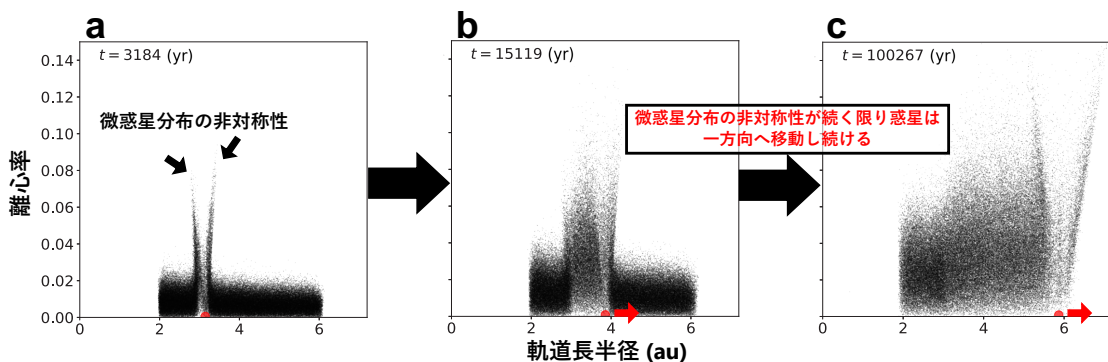 a
b
c
t = 3184 (yr)
t = 15119 (yr)
t = 100267 (yr)
微惑星分布の非対称性
微惑星分布の非対称性が続く限り惑星は
一方向へ移動し続ける
離心率
0.14
0.12
0.10
0.08
0.06
0.04
0.02
0.00
0 2 4 6
0 2 4 6
0 2 4 6
軌道長半径 (au)